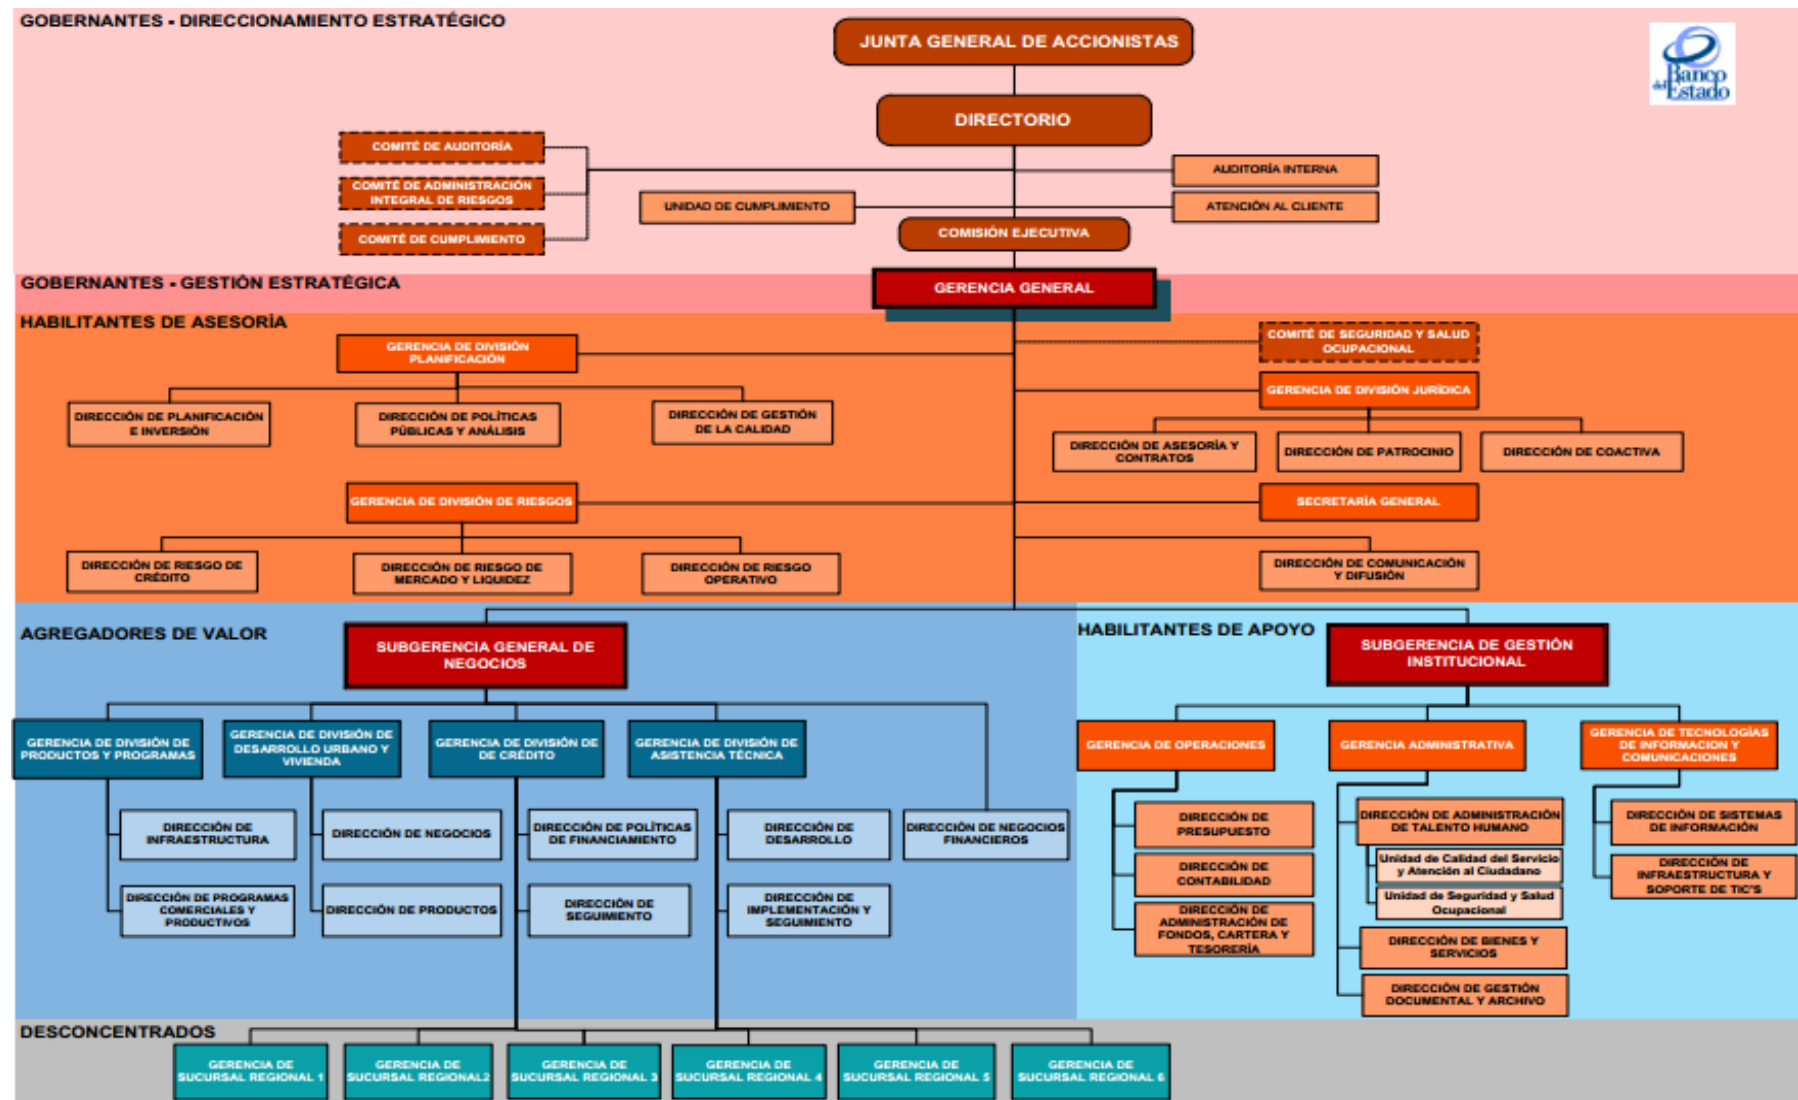 GOBERNANTES - DIRECCIONAMIENTO ESTRATÉGICO
JUNTA GENERAL DE ACCIONISTAS
Banco
del Estado
DIRECTORIO
COMITÉ DE AUDITORÍA
COMITÉ DE ADMINISTRACIÓN
INTEGRAL DE RIESGOS
COMITÉ DE CUMPLIMIENTO
AUDITORÍA INTERNA
UNIDAD DE CUMPLIMIENTO
ATENCIÓN AL CLIENTE
COMISIÓN EJECUTIVA
GOBERNANTES - GESTIÓN ESTRATÉGICA
GERENCIA GENERAL
HABILITANTES DE ASESORÍA
GERENCIA DE DIVISIÓN
PLANIFICACIÓN
COMITÉ DE SEGURIDAD Y SALUD
OCUPACIONAL
GERENCIA DE DIVISIÓN JURÍDICA
DIRECCIÓN DE PLANIFICACIÓN
E INVERSIÓN
DIRECCIÓN DE POLÍTICAS
PÚBLICAS Y ANÁLISIS
DIRECCIÓN DE GESTIÓN
DE LA CALIDAD
DIRECCIÓN DE ASESORÍA Y
CONTRATOS
DIRECCIÓN DE PATROCINIO
DIRECCIÓN DE COACTIVA
GERENCIA DE DIVISIÓN DE RIESGOS
SECRETARÍA GENERAL
DIRECCIÓN DE RIESGO DE
CRÉDITO
DIRECCIÓN DE RIESGO DE
MERCADO Y LIQUIDEZ
DIRECCIÓN DE RIESGO
OPERATIVO
DIRECCIÓN DE COMUNICACIÓN
Y DIFUSIÓN
AGREGADORES DE VALOR
SUBGERENCIA GENERAL DE
NEGOCIOS
HABILITANTES DE APOYO
SUBGERENCIA DE GESTIÓN
INSTITUCIONAL
GERENCIA DE DIVISIÓN DE
PRODUCTOS Y PROGRAMAS
GERENCIA DE DIVISIÓN DE
DESARROLLO URBANO Y
VIVIENDA
GERENCIA DE DIVISIÓN DE
DE CRÉDITO
GERENCIA DE DIVISIÓN DE
ASISTENCIA TÉCNICA
GERENCIA DE OPERACIONES
GERENCIA ADMINISTRATIVA
GERENCIA DE TECNOLOGÍAS
DE INFORMACION Y
COMUNICACIONES
DIRECCIÓN DE
INFRAESTRUCTURA
DIRECCIÓN DE NEGOCIOS
DIRECCIÓN DE POLÍTICAS
DE FINANCIAMIENTO
DIRECCIÓN DE
DESARROLLO
DIRECCIÓN DE NEGOCIOS
FINANCIEROS
DIRECCIÓN DE
PRESUPUESTO
DIRECCIÓN DE ADMINISTRACIÓN
DE TALENTO HUMANO
DIRECCIÓN DE SISTEMAS
DE INFORMACIÓN
Unidad de Calidad del Servicio
y Atención al Ciudadano
DIRECCIÓN DE
CONTABILIDAD
DIRECCIÓN DE
INFRAESTRUCTURA Y
SOPORTE DE TIC'S
Unidad de Seguridad y Salud
Ocupacional
DIRECCIÓN DE PROGRAMAS
COMERCIALES Y
PRODUCTIVOS
DIRECCIÓN DE PRODUCTOS
DIRECCIÓN DE
SEGUIMIENTO
DIRECCIÓN DE
IMPLEMENTACIÓN Y
SEGUIMIENTO
DIRECCIÓN DE
ADMINISTRACIÓN DE
FONDOS, CARTERA Y
TESORERÍA
DIRECCIÓN DE BIENES Y
SERVICIOS
DIRECCIÓN DE GESTIÓN
DOCUMENTAL Y ARCHIVO
DESCONCENTRADOS
GERENCIA DE
SUCURSAL REGIONAL 1
GERENCIA DE
SUCURSAL REGIONAL2
GERENCIA DE
SUCURSAL REGIONAL 3
GERENCIA DE
SUCURSAL REGIONAL 4
GERENCIA DE
SUCURSAL REGIONAL 5
GERENCIA DE
SUCURSAL REGIONAL 6